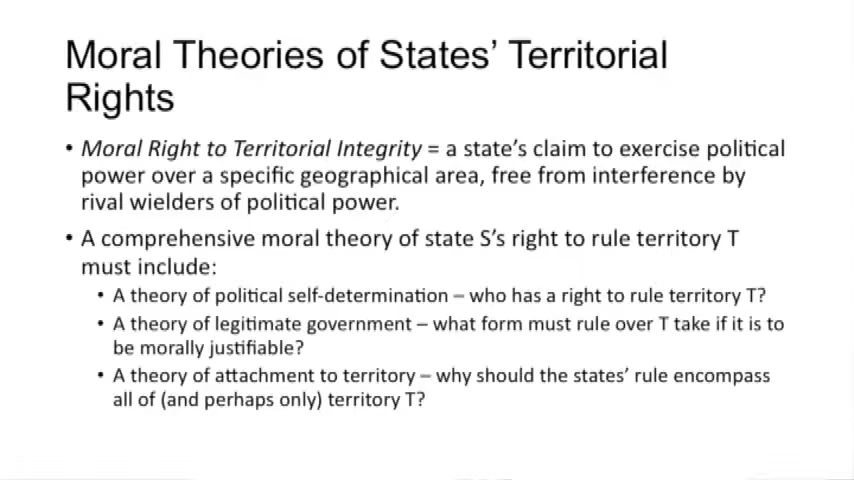 Moral Theories of States’ Territorial
Rights
• Moral Right to Territorial Integrity = a state’s claim to exercise political
power over a specific geographical area, free from interference by
rival wielders of political power.
• A comprehensive moral theory of state S’s right to rule territory T
must include:
• A theory of political self-determination – who has a right to rule territory T?
• A theory of legitimate government – what form must rule over T take if it is to
be morally justifiable?
• A theory of attachment to territory – why should the states’ rule encompass
all of (and perhaps only) territory T?